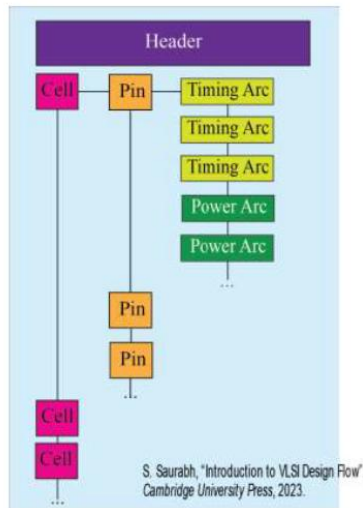 Header
Cell Pin Timing Arc
Timing Arc
Timing Arc
Power Arc
Power Arc
...
Pin
Pin
...
Cell
Cell
...
S. Saurabh, "Introduction to VLSI Design Flow"
Cambridge University Press, 2023.